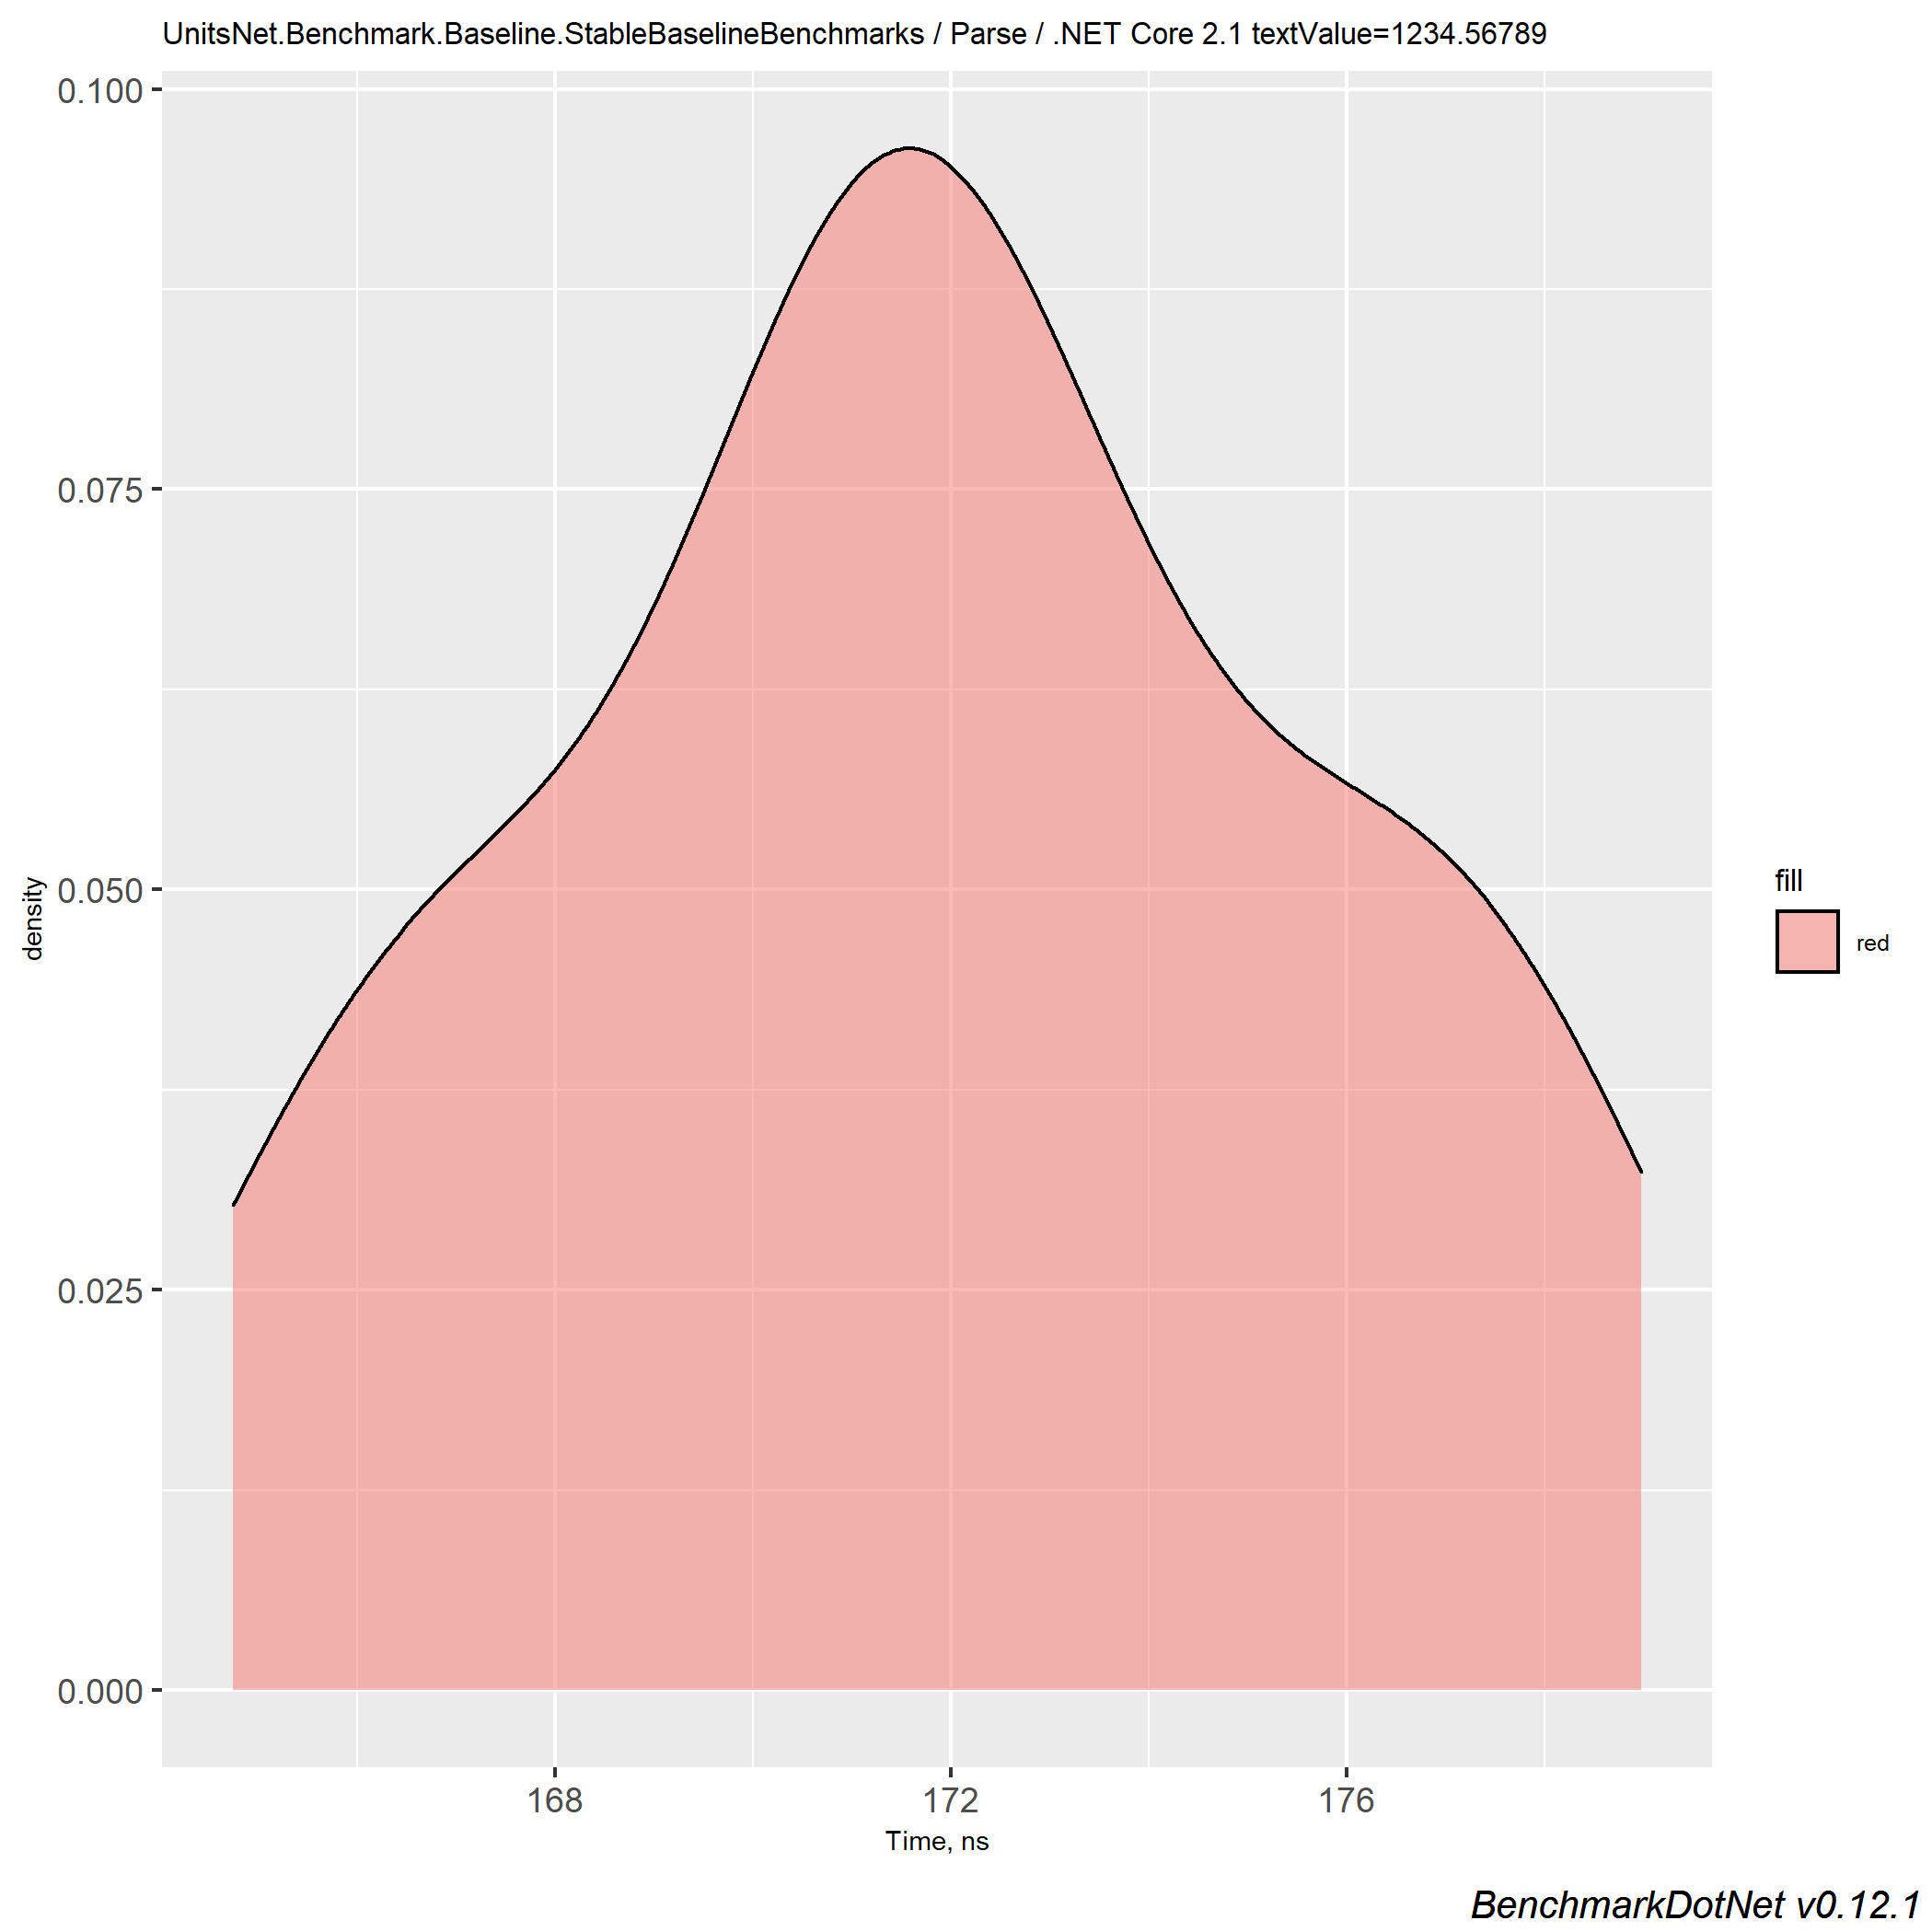 UnitsNet.Benchmark.Baseline.StableBaselineBenchmarks / Parse / .NET Core 2.1 textValue=1234.56789
0.100
0.075
0.050
0.025
0.000
density
168 172 176
Time, ns
fill
red
BenchmarkDotNet v0.12.1